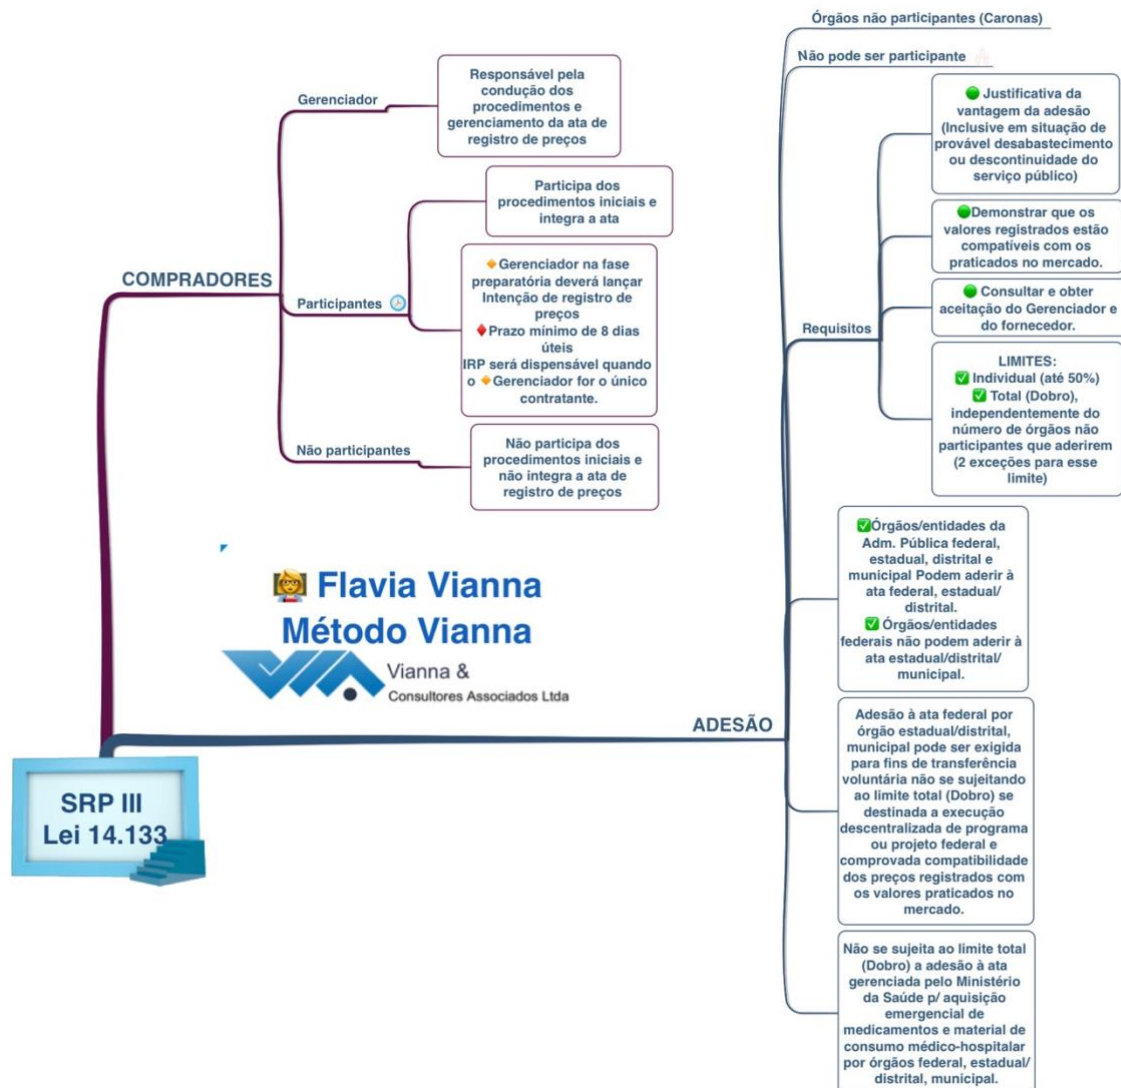 SRP III
Lei 14.133
COMPRADORES
Gerenciador
Responsável pela
condução dos
procedimentos e
gerenciamento da ata de
registro de preços
Participantes
Participa dos
procedimentos iniciais e
integra a ata
Gerenciador na fase
preparatória deverá lançar
Intenção de registro de
preços
Prazo mínimo de 8 dias
úteis
IRP será dispensável quando
o Gerenciador for o único
contratante.
Não participantes
Não participa dos
procedimentos iniciais e
não integra a ata de
registro de preços
Flavia Vianna
Método Vianna
Vianna &
Consultores Associados Ltda
ADESÃO
Órgãos não participantes (Caronas)
Não pode ser participante
Requisitos
Justificativa da
vantagem da adesão
(Inclusive em situação de
provável desabastecimento
ou descontinuidade do
serviço público)
Demonstrar que os
valores registrados estão
compatíveis com os
praticados no mercado.
Consultar e obter
aceitação do Gerenciador e
do fornecedor.
LIMITES:
✅ Individual (até 50%)
✅ Total (Dobro),
independentemente do
número de órgãos não
participantes que aderirem
(2 exceções para esse
limite)
✅Órgãos/entidades da
Adm. Pública federal,
estadual, distrital e
municipal Podem aderir à
ata federal, estadual/
distrital.
✅ Órgãos/entidades
federais não podem aderir à
ata estadual/distrital/
municipal.
Adesão à ata federal por
órgão estadual/distrital,
municipal pode ser exigida
para fins de transferência
voluntária não se sujeitando
ao limite total (Dobro) se
destinada a execução
descentralizada de programa
ou projeto federal e
comprovada compatibilidade
dos preços registrados com
os valores praticados no
mercado.
Não se sujeita ao limite total
(Dobro) a adesão à ata
gerenciada pelo Ministério
da Saúde p/ aquisição
emergencial de
medicamentos e material de
consumo médico-hospitalar
por órgãos federal, estadual/
distrital, municipal.